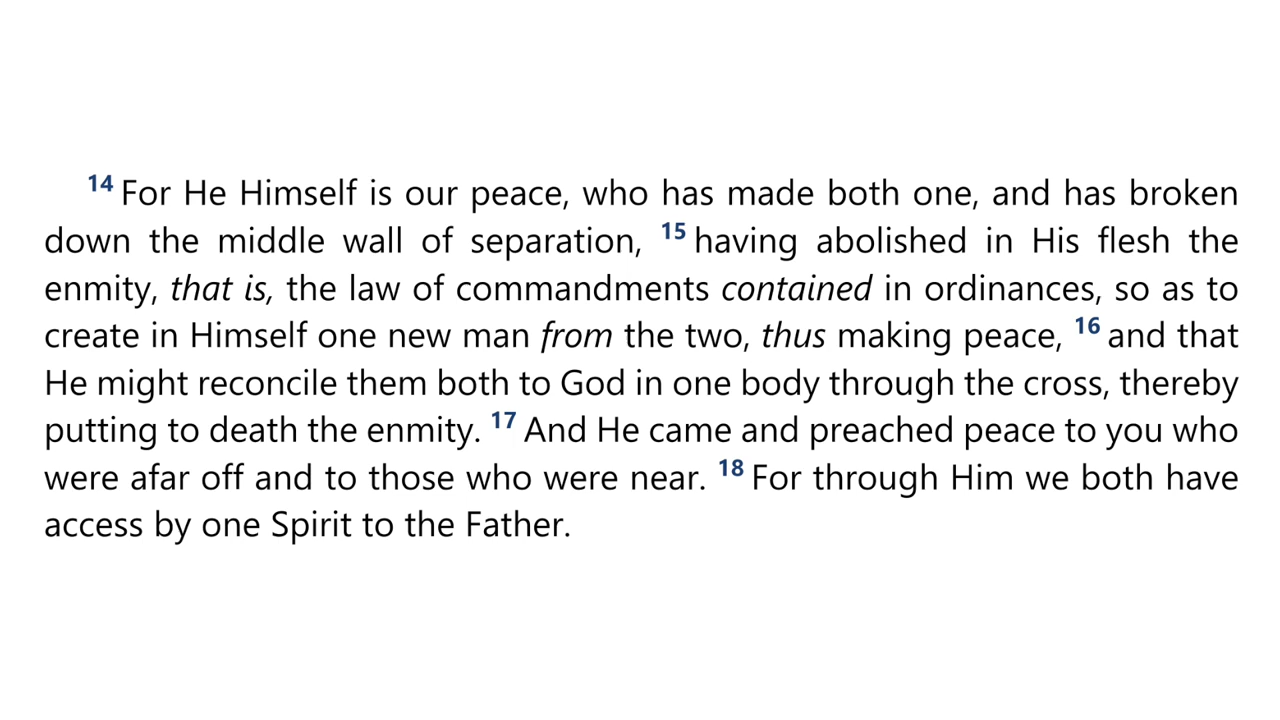 14 For He Himself is our peace, who has made both one, and has broken
down the middle wall of separation, 15 having abolished in His flesh the
enmity, that is, the law of commandments contained in ordinances, so as to
create in Himself one new man from the two, thus making peace, 16 and that
He might reconcile them both to God in one body through the cross, thereby
putting to death the enmity. 17 And He came and preached peace to you who
were afar off and to those who were near. 18 For through Him we both have
access by one Spirit to the Father.